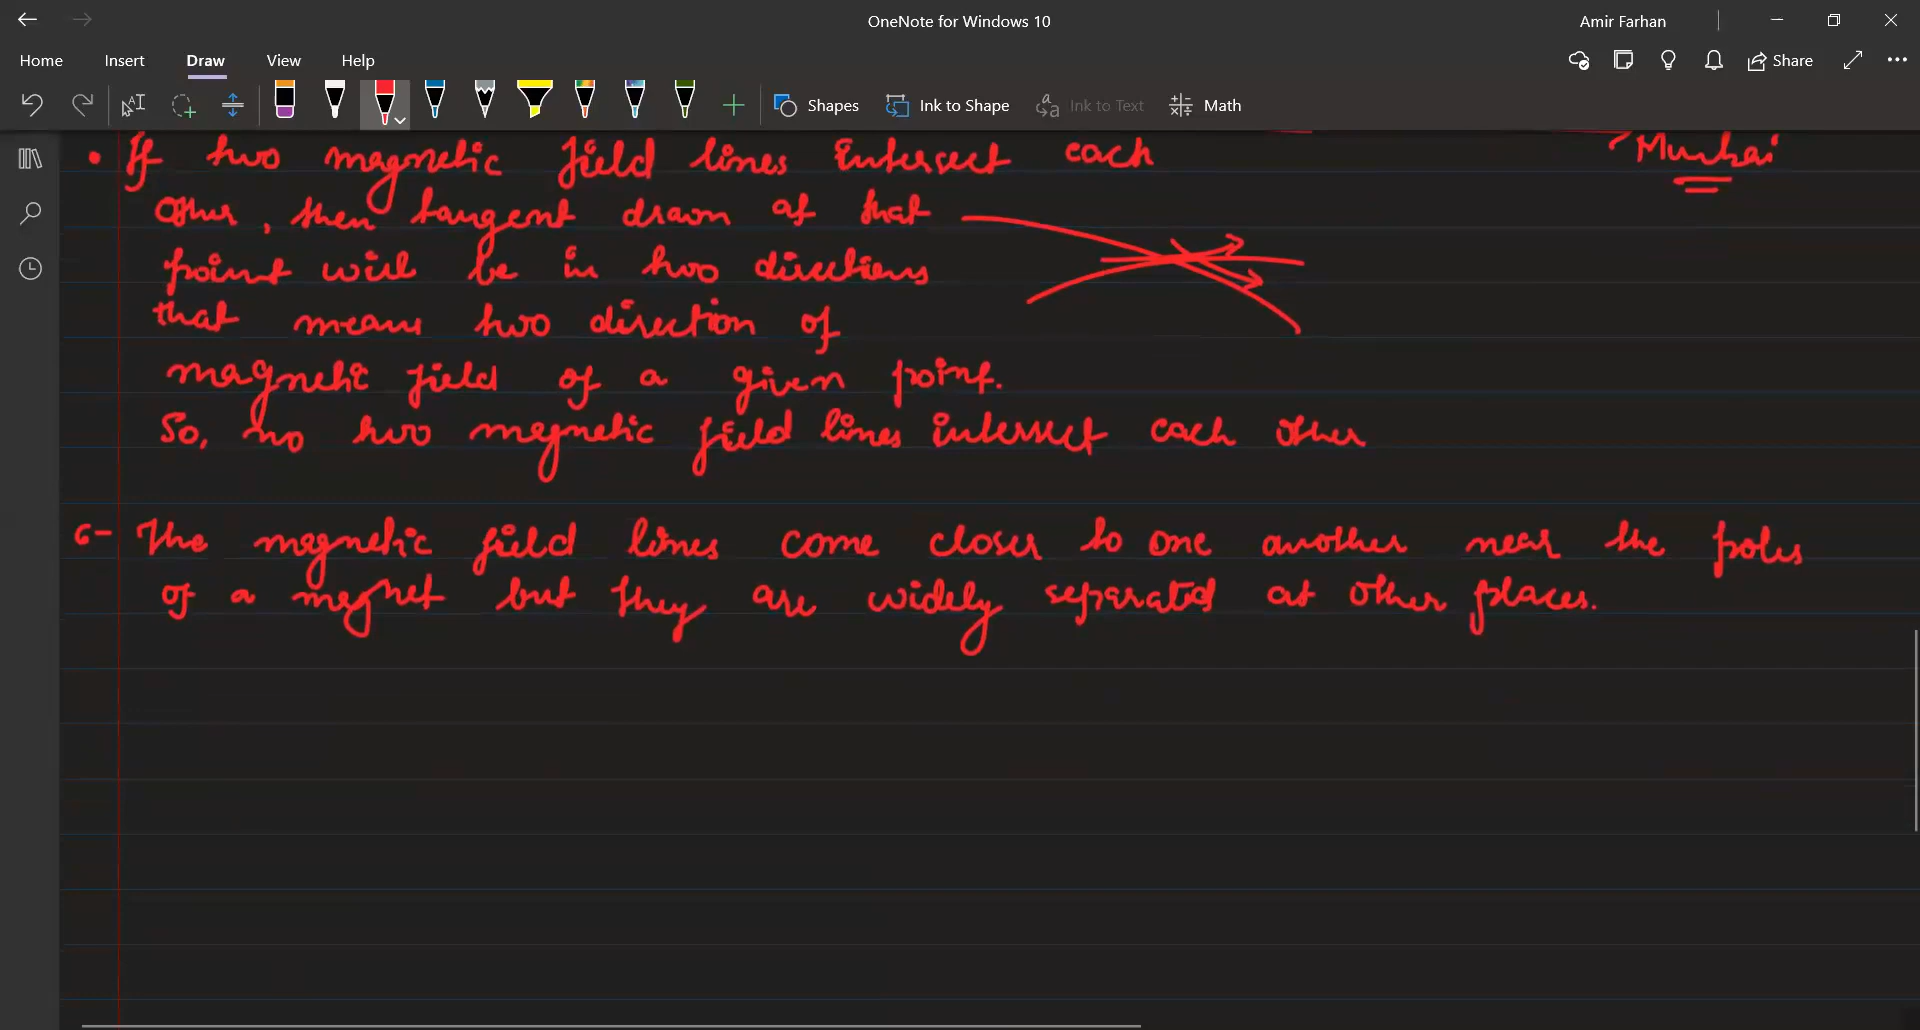 OneNote for Windows 10
Amir Farhan
Home Insert Draw View Help
Share
Shapes Ink to Shape Ink to Text Math
• If two magnetic field lines intersect each
Mumbai
other, then tangent drawn at that
point will be in two directions
that means two direction of
magnetic field of a given point.
So, no two magnetic field lines intersect each other
6- The magnetic field lines come closer to one another near the poles
of a magnet but they are widely separated at other places.